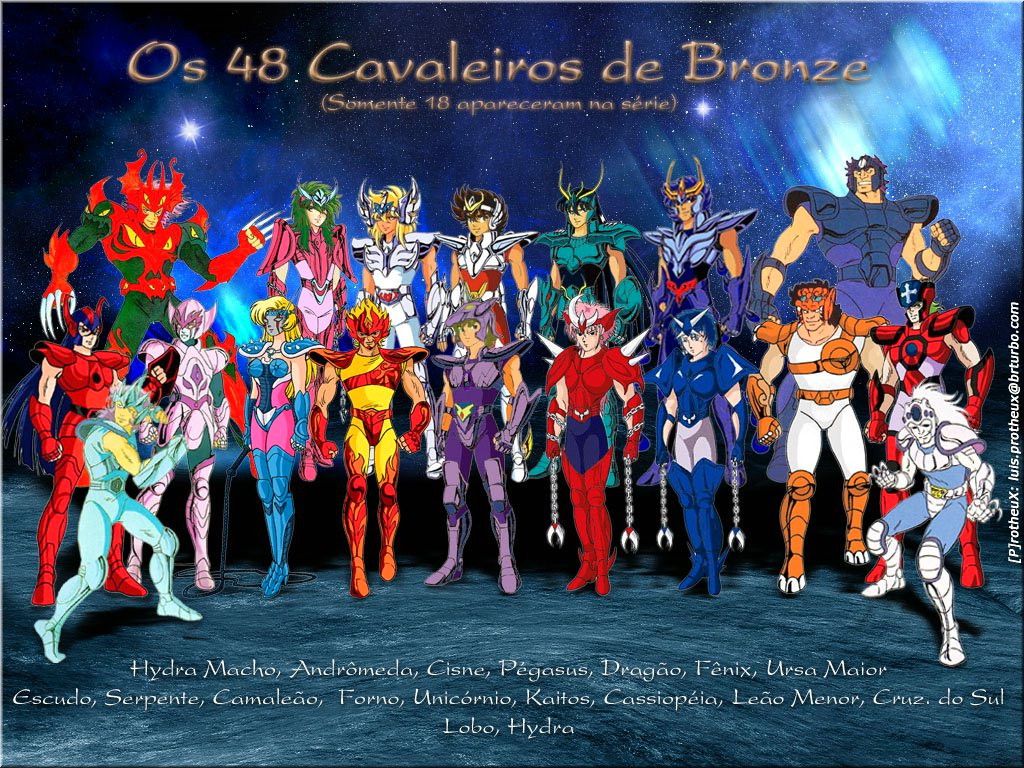 Os 48 Cavaleiros de Bronze
(Somente 18 apareceram na série)
[P]rotheuX: luis.protheux@brturbo.com
Hydra Macho, Andrômeda, Cisne, Pégasus, Dragão, Fênix, Ursa Maior
Escudo, Serpente, Camaleão, Forno, Unicórnio, Kaitos, Cassiopéia, Leão Menor, Cruz. do Sul
Lobo, Hydra